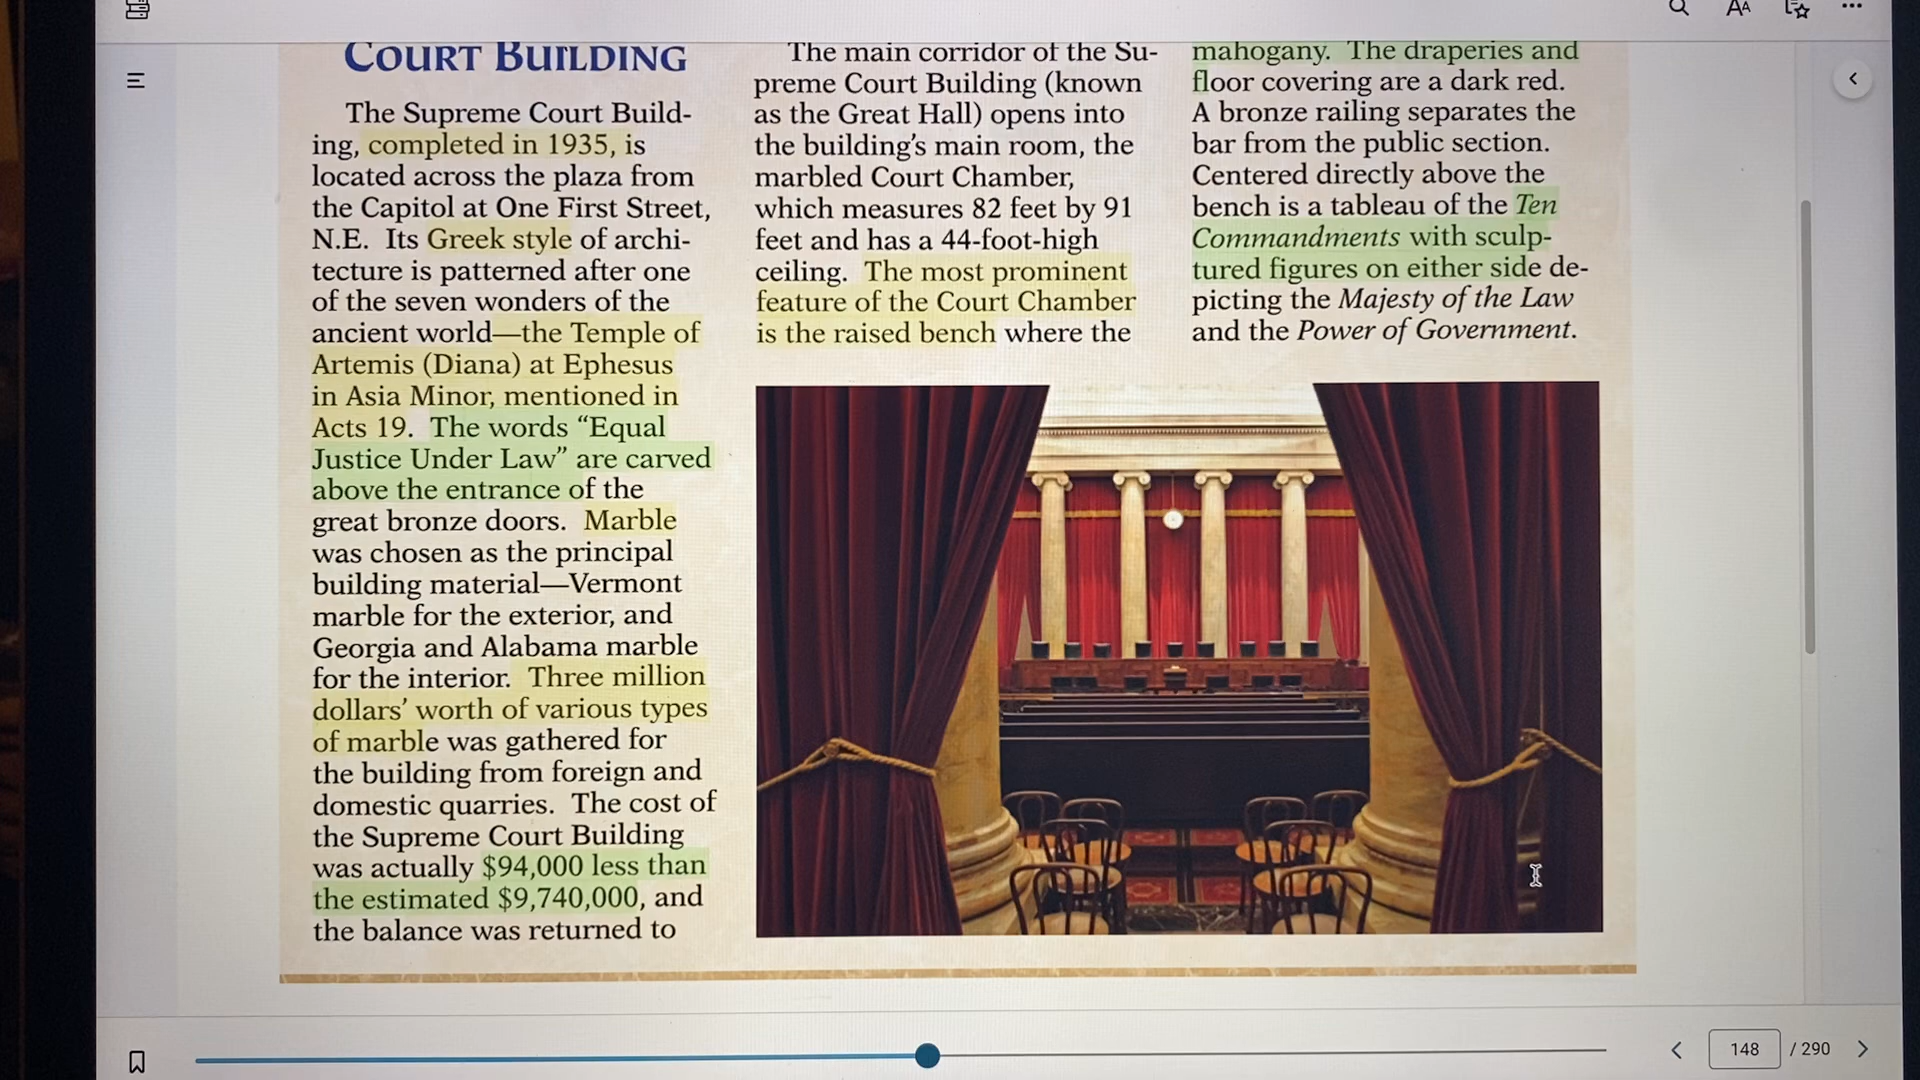 AA
COURT BUILDING
The Supreme Court Build-
ing, completed in 1935, is
located across the plaza from
the Capitol at One First Street,
N.E. Its Greek style of archi-
tecture is patterned after one
of the seven wonders of the
ancient world—the Temple of
Artemis (Diana) at Ephesus
in Asia Minor, mentioned in
Acts 19. The words “Equal
Justice Under Law” are carved
above the entrance of the
great bronze doors. Marble
was chosen as the principal
building material—Vermont
marble for the exterior, and
Georgia and Alabama marble
for the interior. Three million
dollars’ worth of various types
of marble was gathered for
the building from foreign and
domestic quarries. The cost of
the Supreme Court Building
was actually $94,000 less than
the estimated $9,740,000, and
the balance was returned to
The main corridor of the Su-
preme Court Building (known
as the Great Hall) opens into
the building’s main room, the
marbled Court Chamber,
which measures 82 feet by 91
feet and has a 44-foot-high
ceiling. The most prominent
feature of the Court Chamber
is the raised bench where the
mahogany. The draperies and
floor covering are a dark red.
A bronze railing separates the
bar from the public section.
Centered directly above the
bench is a tableau of the Ten
Commandments with sculp-
tured figures on either side de-
picting the Majesty of the Law
and the Power of Government.
148 / 290